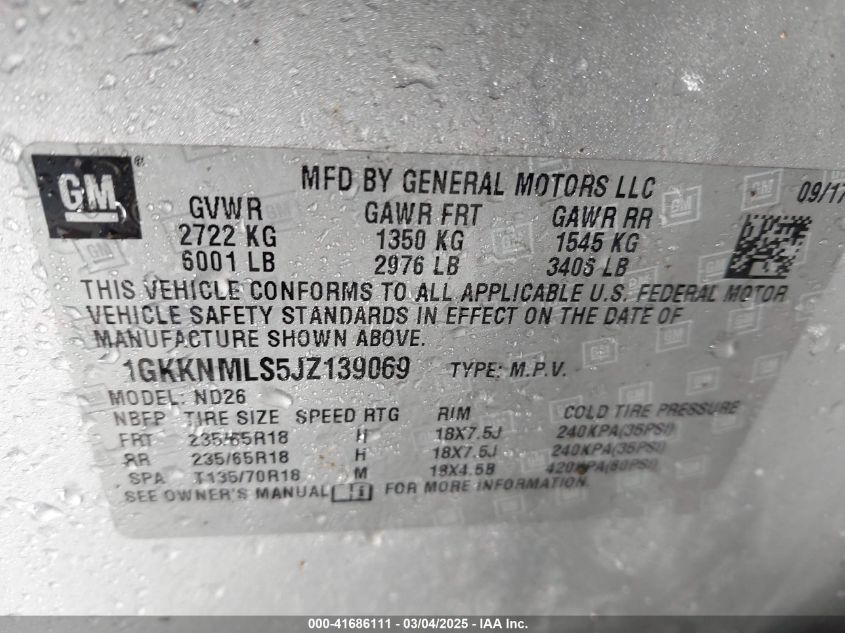 GM ®
MFD BY GENERAL MOTORS LLC
09/17
GVWR GAWR FRT GAWR RR
2722 KG 1350 KG 1545 KG
6001 LB 2976 LB 3406 LB
THIS VEHICLE CONFORMS TO ALL APPLICABLE U.S. FEDERAL MOTOR
VEHICLE SAFETY STANDARDS IN EFFECT ON THE DATE OF
MANUFACTURE SHOWN ABOVE.
1GKKNMLS5JZ139069 TYPE: M.P.V.
MODEL: ND26
NBFP TIRE SIZE SPEED RTG RIM COLD TIRE PRESSURE
FRT 235/65R18 H 18X7.5J 240KPA(35PSI)
RR 235/65R18 H 18X7.5J 240KPA(35PSI)
SPA T135/70R18 M 18X4.5B 420KPA(60PSI)
SEE OWNER'S MANUAL FOR MORE INFORMATION.
000-41686111 - 03/04/2025 - IAA Inc.